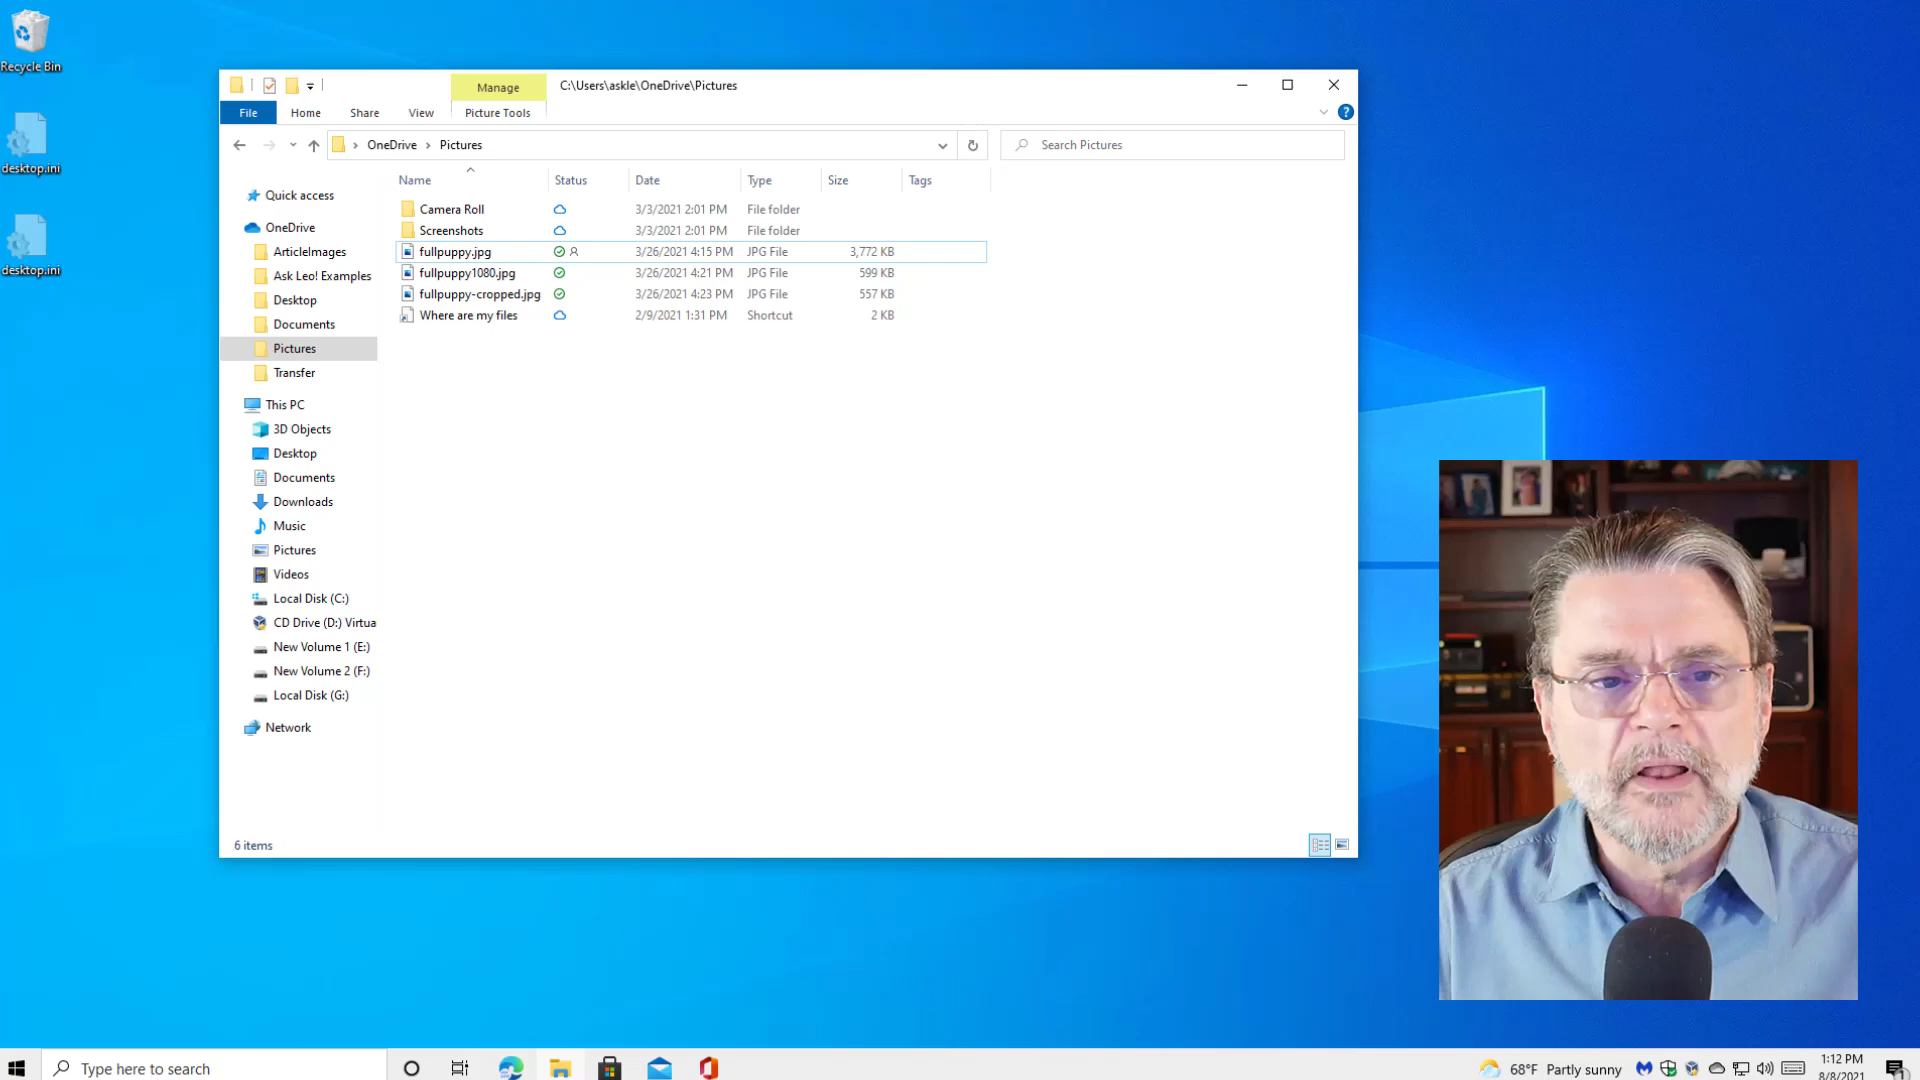 Recycle Bin
desktop.ini
desktop.ini
Manage
C:\Users\askle\OneDrive\Pictures
File
Home
Share
View
Picture Tools
OneDrive
Pictures
Search Pictures
Name
Status
Date
Type
Size
Tags
Camera Roll 3/3/2021 2:01 PM File folder
Screenshots 3/3/2021 2:01 PM File folder
fullpuppy.jpg 3/26/2021 4:15 PM JPG File 3,772 KB
fullpuppy1080.jpg 3/26/2021 4:21 PM JPG File 599 KB
fullpuppy-cropped.jpg 3/26/2021 4:23 PM JPG File 557 KB
Where are my files 2/9/2021 1:31 PM Shortcut 2 KB
Quick access
OneDrive
ArticleImages
Ask Leo! Examples
Desktop
Documents
Pictures
Transfer
This PC
3D Objects
Desktop
Documents
Downloads
Music
Pictures
Videos
Local Disk (C:)
CD Drive (D:) Virtua
New Volume 1 (E:)
New Volume 2 (F:)
Local Disk (G:)
Network
6 items
Type here to search
68°F Partly sunny
1:12 PM
8/8/2021